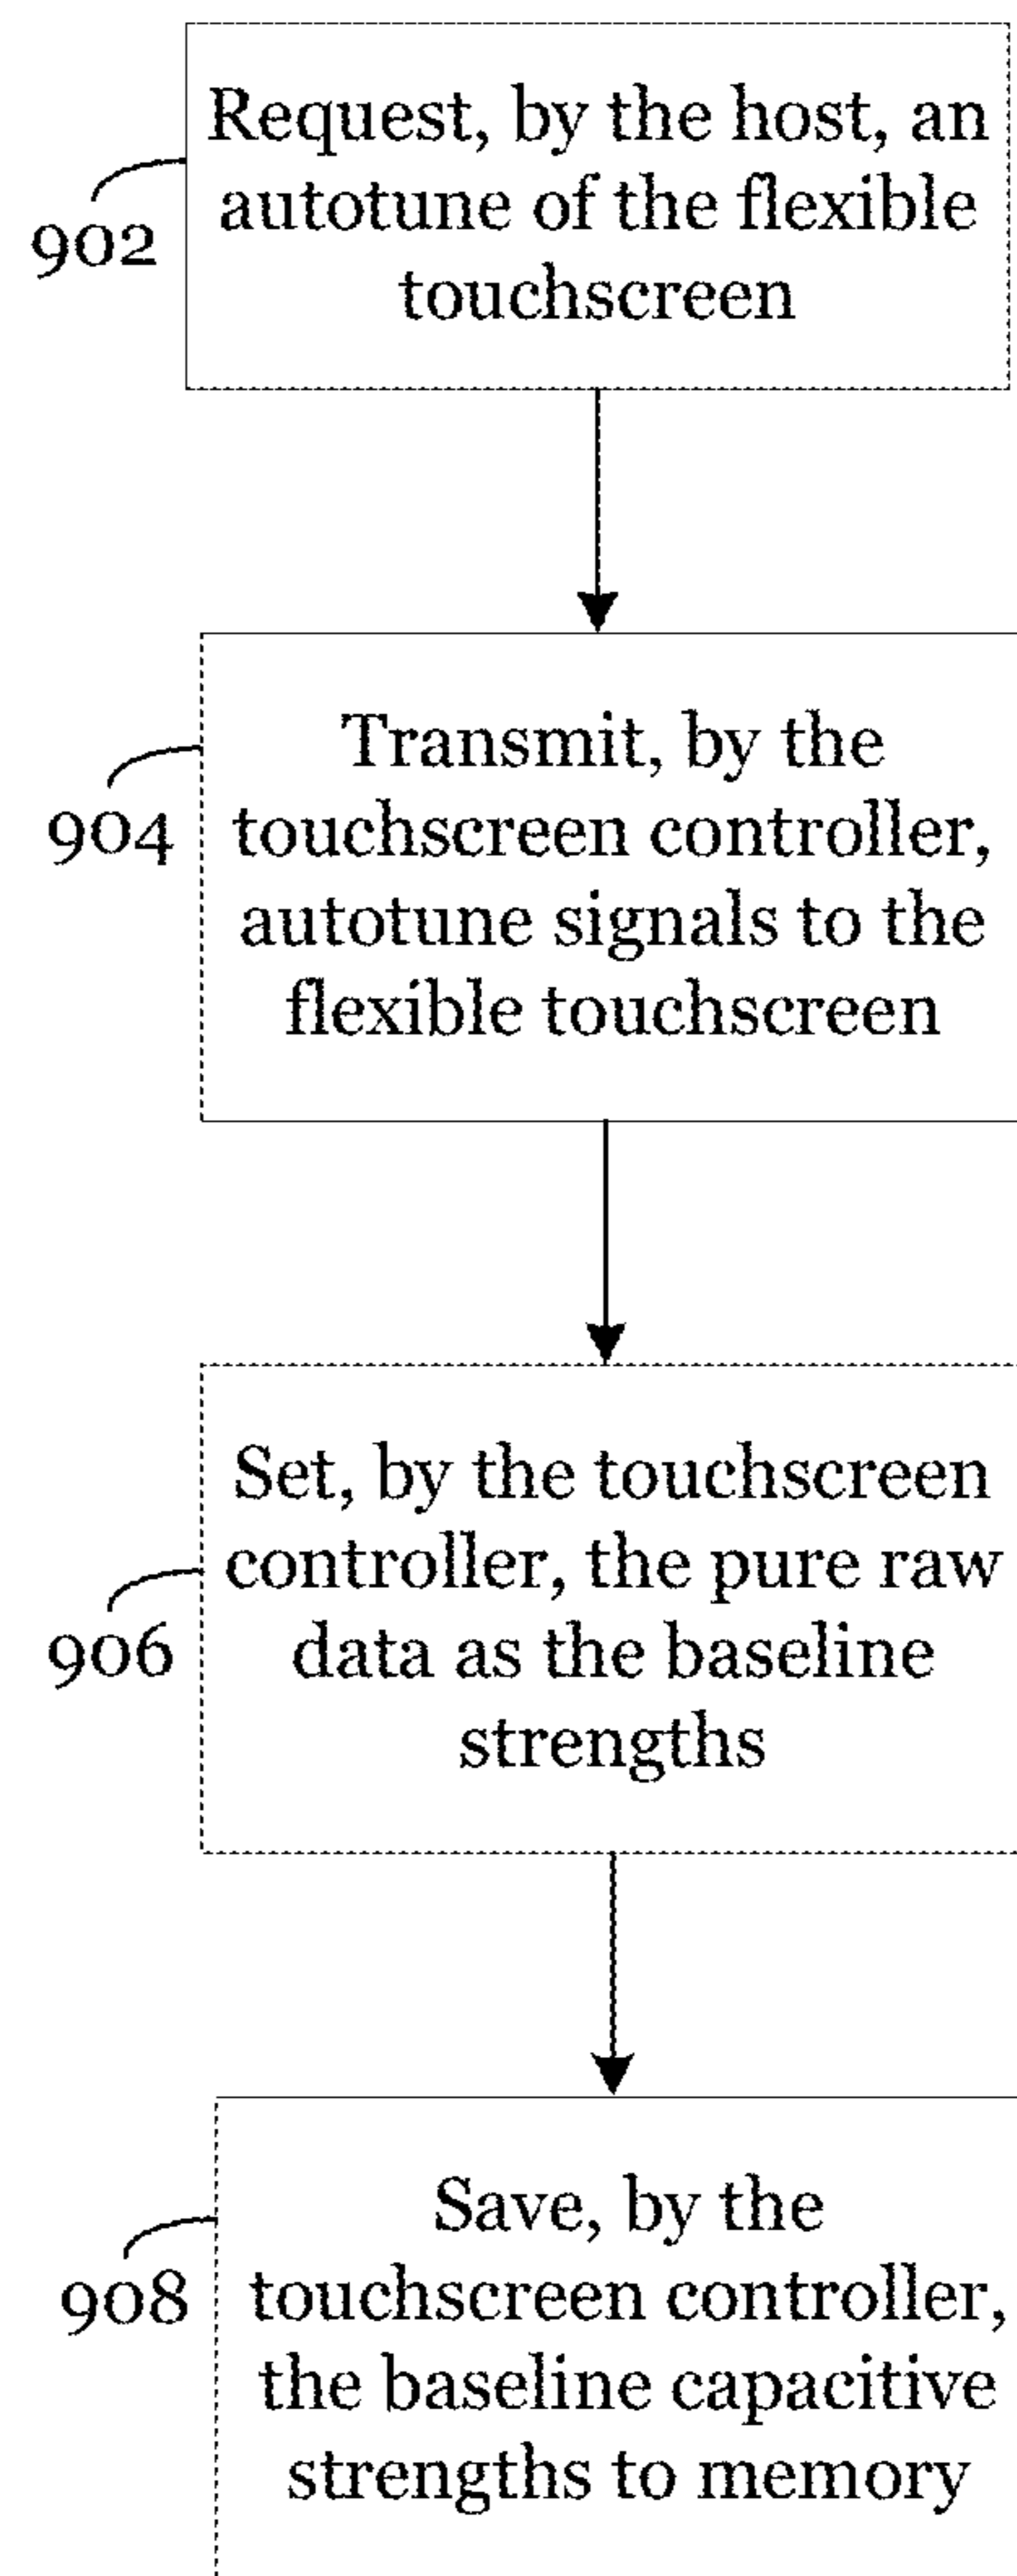 Request, by the host, an
autotune of the flexible
touchscreen
902
Transmit, by the
touchscreen controller,
autotune signals to the
flexible touchscreen
904
Set, by the touchscreen
controller, the pure raw
data as the baseline
strengths
906
Save, by the
touchscreen controller,
the baseline capacitive
strengths to memory
908